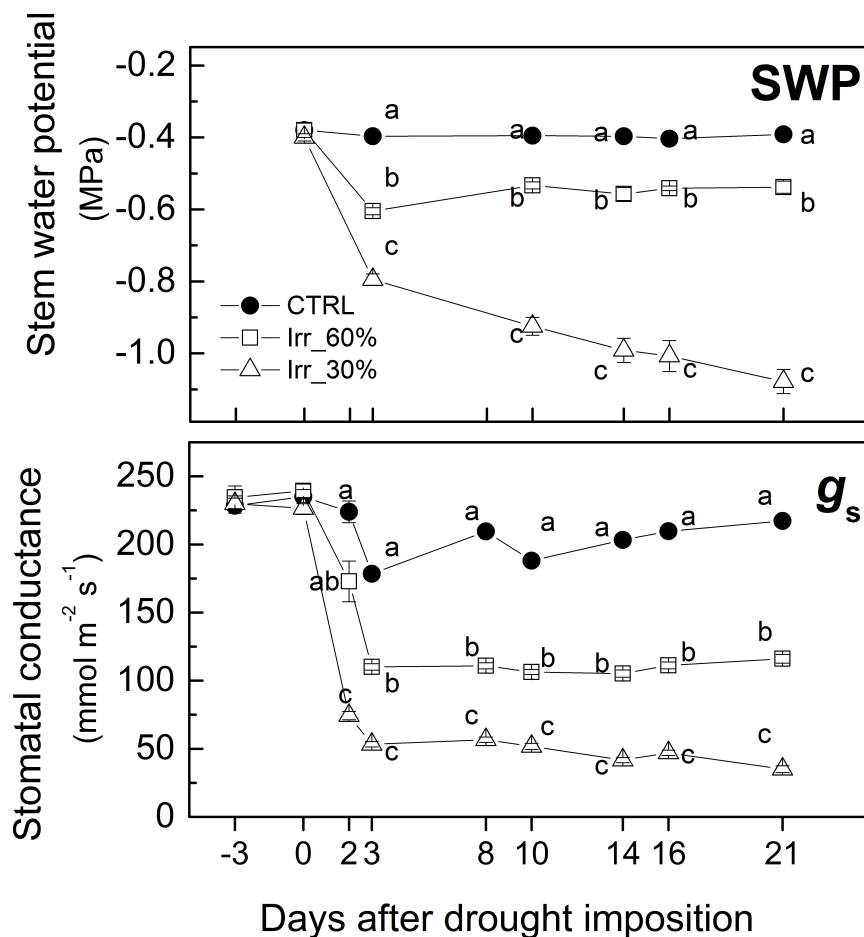 SWP
Stem water potential
(MPa)
-0.2
-0.4
-0.6
-0.8
-1.0
a
a
a
a
a
b
b
b
b
b
c
c
c
c
c
CTRL
Irr_60%
Irr_30%
gs
Stomatal conductance
(mmol m-2 s-1)
250
200
150
100
50
0
a
a
a
a
a
a
a
ab
b
b
b
b
b
b
c
c
c
c
c
c
c
-3 0 2 3 8 10 14 16 21
Days after drought imposition